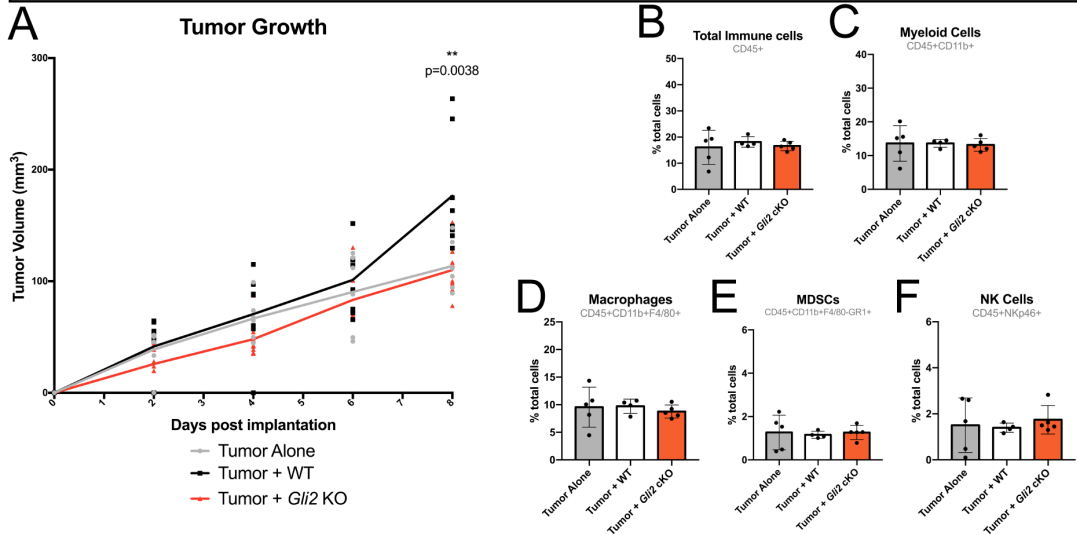 A
Tumor Growth
Tumor Volume (mm³)
300
200
100
0
**
p=0.0038
0 1 2 3 4 5 6 7 8
Days post implantation
Tumor Alone
Tumor + WT
Tumor + Gli2 KO
B
Total Immune cells
CD45+
% total cells
50
40
30
20
10
0
Tumor Alone
Tumor + WT
Tumor + Gli2 cKO
C
Myeloid Cells
CD45+CD11b+
% total cells
40
30
20
10
0
Tumor Alone
Tumor + WT
Tumor + Gli2 cKO
D
Macrophages
CD45+CD11b+F4/80+
% total cells
25
20
15
10
5
0
Tumor Alone
Tumor + WT
Tumor + Gli2 cKO
E
MDSCs
CD45+CD11b+F4/80-GR1+
% total cells
6
4
2
0
Tumor Alone
Tumor + WT
Tumor + Gli2 cKO
F
NK Cells
CD45+NKp46+
% total cells
6
4
2
0
Tumor Alone
Tumor + WT
Tumor + Gli2 cKO